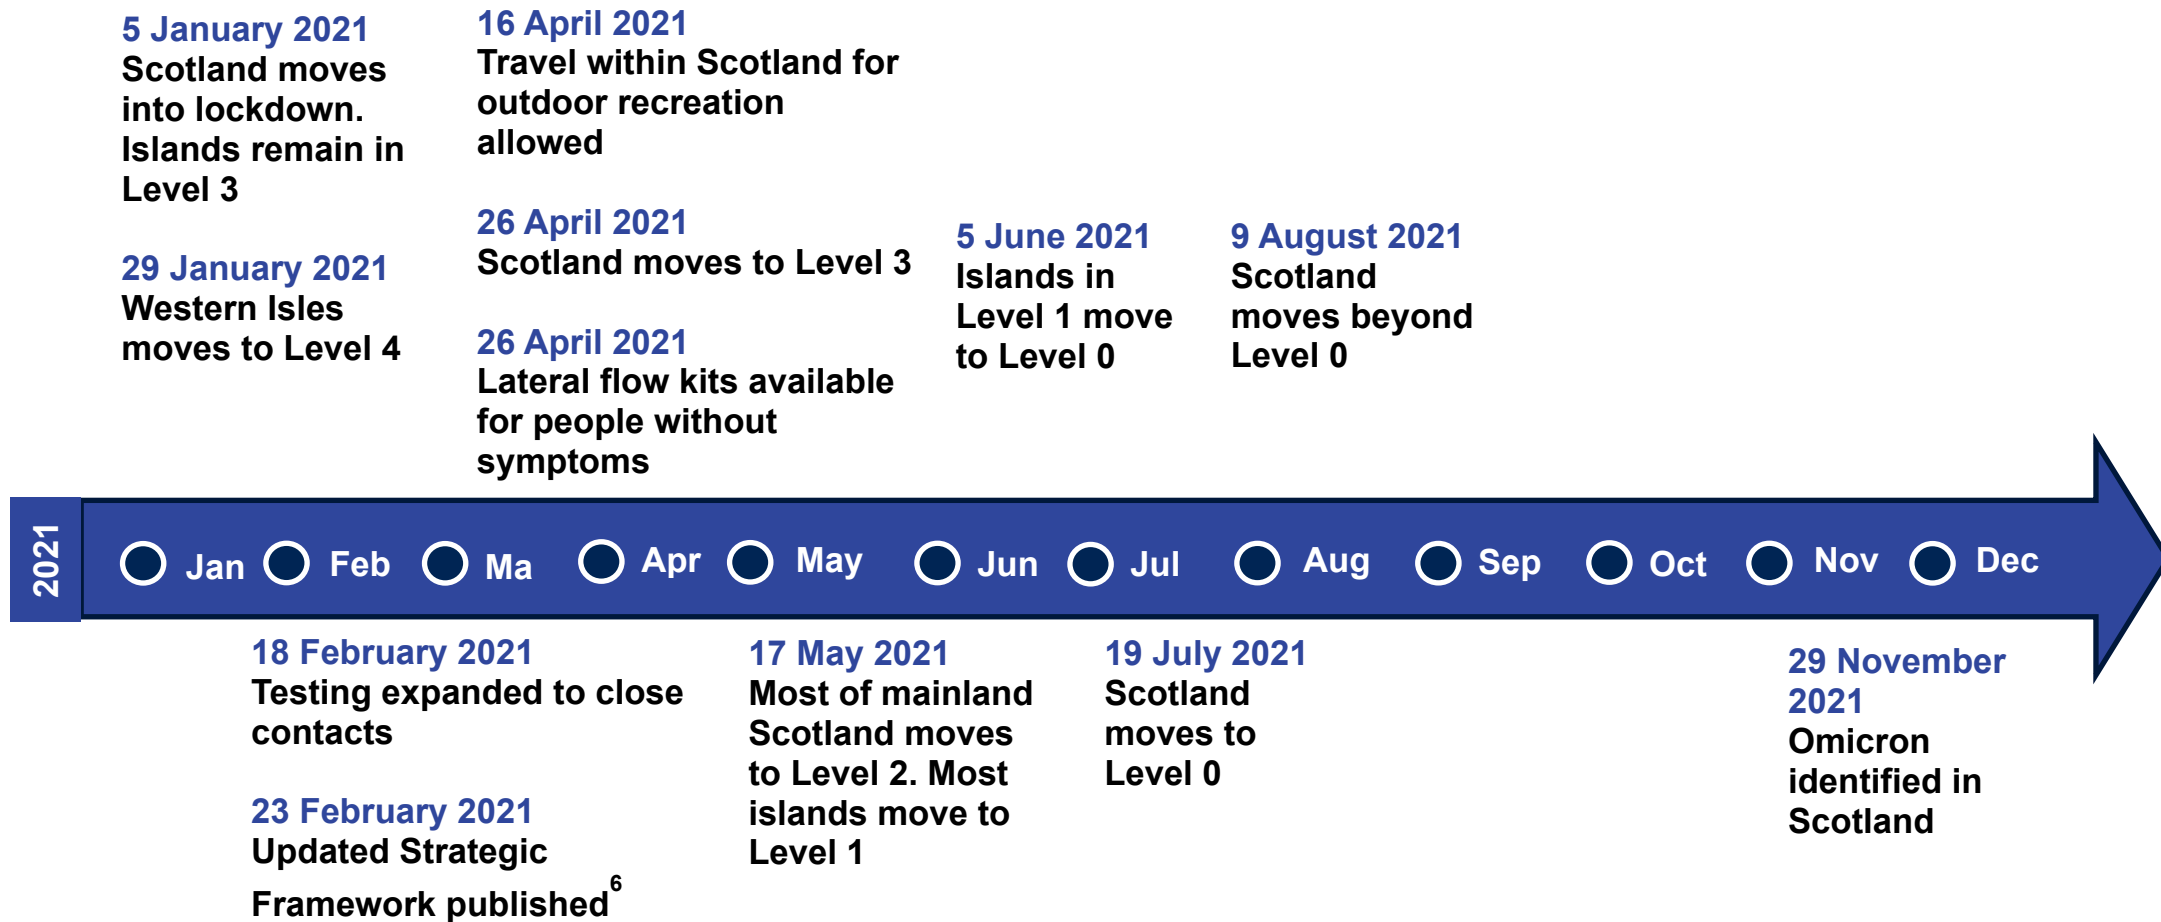 5 January 2021
Scotland moves
into lockdown.
Islands remain in
Level 3
29 January 2021
Western Isles
moves to Level 4
16 April 2021
Travel within Scotland for
outdoor recreation
allowed
26 April 2021
Scotland moves to Level 3
26 April 2021
Lateral flow kits available
for people without
symptoms
5 June 2021
Islands in
Level 1 move
to Level 0
9 August 2021
Scotland
moves beyond
Level 0
2021
Jan
Feb
Ma
Apr
May
Jun
Jul
Aug
Sep
Oct
Nov
Dec
18 February 2021
Testing expanded to close
contacts
23 February 2021
Updated Strategic
Framework published⁶
17 May 2021
Most of mainland
Scotland moves
to Level 2. Most
islands move to
Level 1
19 July 2021
Scotland
moves to
Level 0
29 November
2021
Omicron
identified in
Scotland